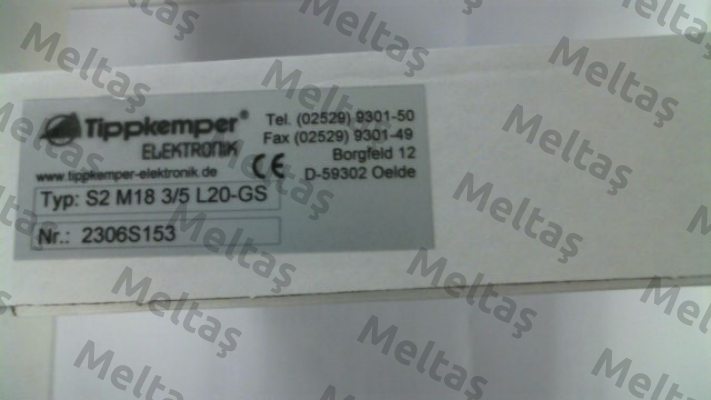 Tippkemper®
ELEKTRONIK
www.tippkemper-elektronik.de
CE
Tel. (02529) 9301-50
Fax (02529) 9301-49
Borgfeld 12
D-59302 Oelde
Typ: S2 M18 3/5 L20-GS
Nr.: 2306S153
Meltaş